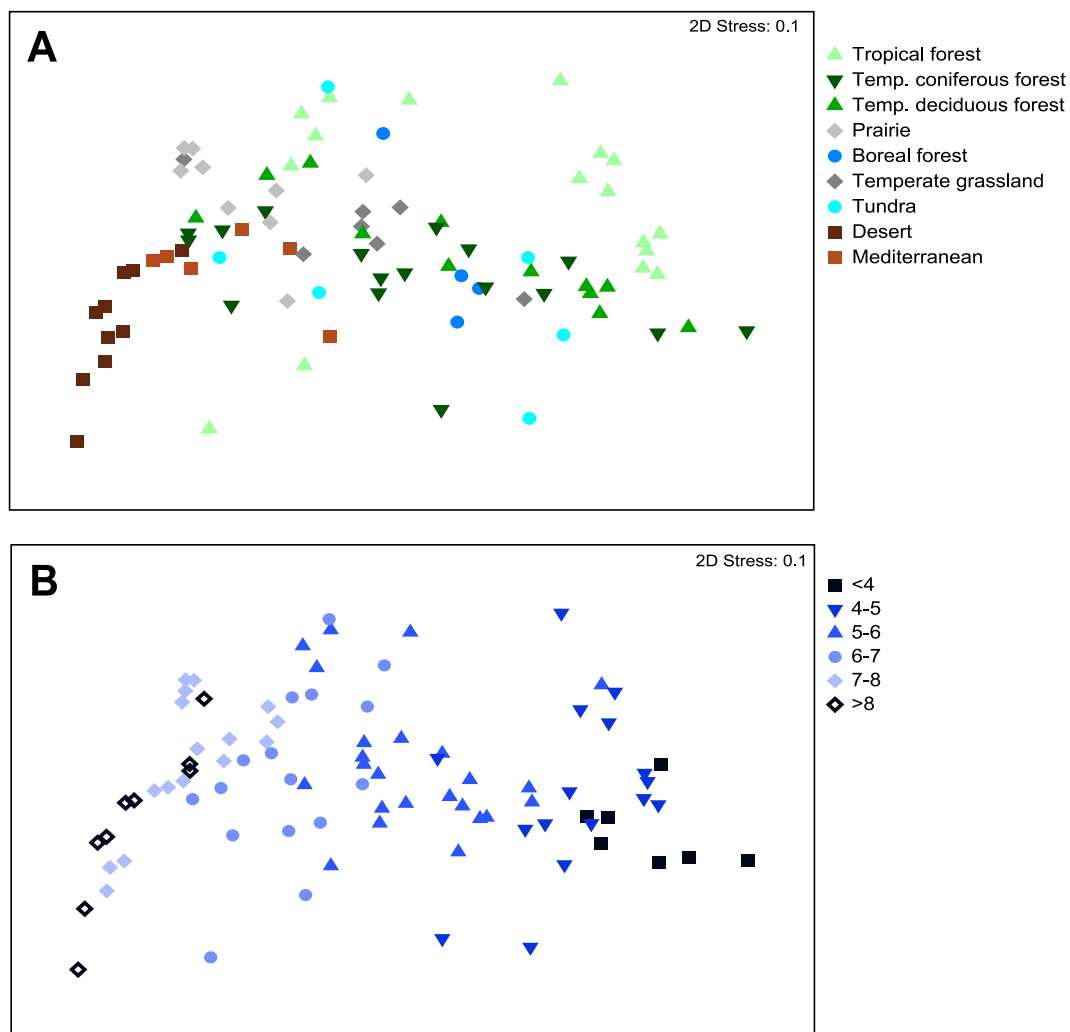 A
2D Stress: 0.1
Tropical forest
Temp. coniferous forest
Temp. deciduous forest
Prairie
Boreal forest
Temperate grassland
Tundra
Desert
Mediterranean
B
2D Stress: 0.1
<4
4-5
5-6
6-7
7-8
>8